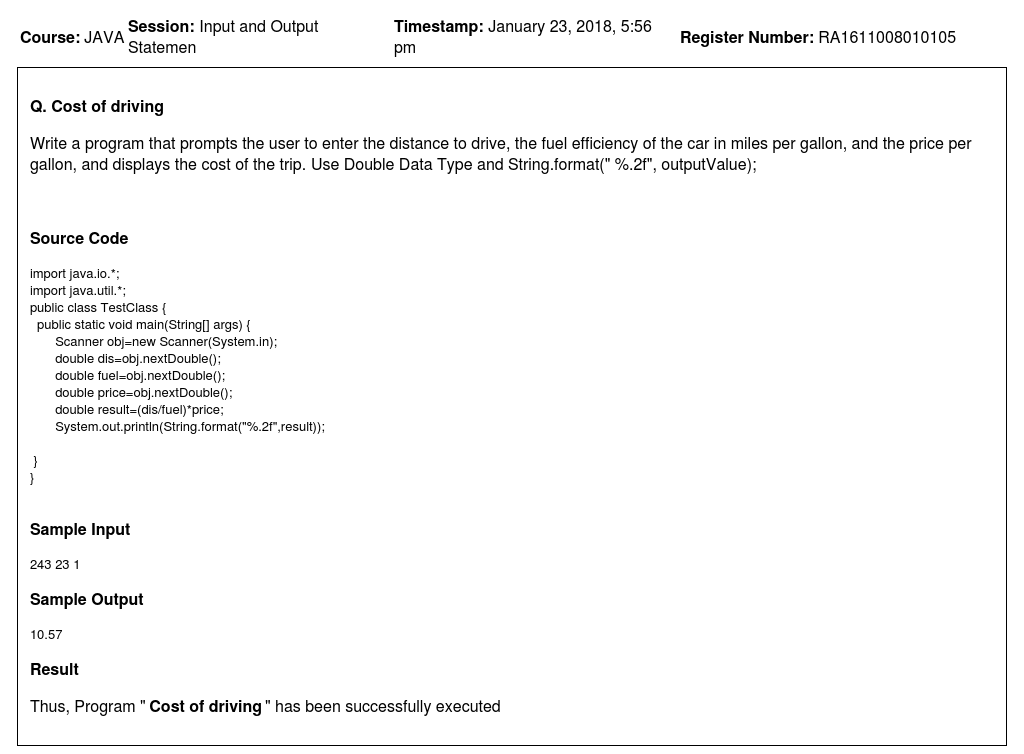 Course: JAVA Session: Input and Output Statemen Timestamp: January 23, 2018, 5:56 pm Register Number: RA1611008010105
Q. Cost of driving
Write a program that prompts the user to enter the distance to drive, the fuel efficiency of the car in miles per gallon, and the price per
gallon, and displays the cost of the trip. Use Double Data Type and String.format(" %.2f", outputValue);
Source Code
import java.io.*;
import java.util.*;
public class TestClass {
public static void main(String[] args) {
Scanner obj=new Scanner(System.in);
double dis=obj.nextDouble();
double fuel=obj.nextDouble();
double price=obj.nextDouble();
double result=(dis/fuel)*price;
System.out.println(String.format("%.2f",result));
}
}
Sample Input
243 23 1
Sample Output
10.57
Result
Thus, Program " Cost of driving " has been successfully executed